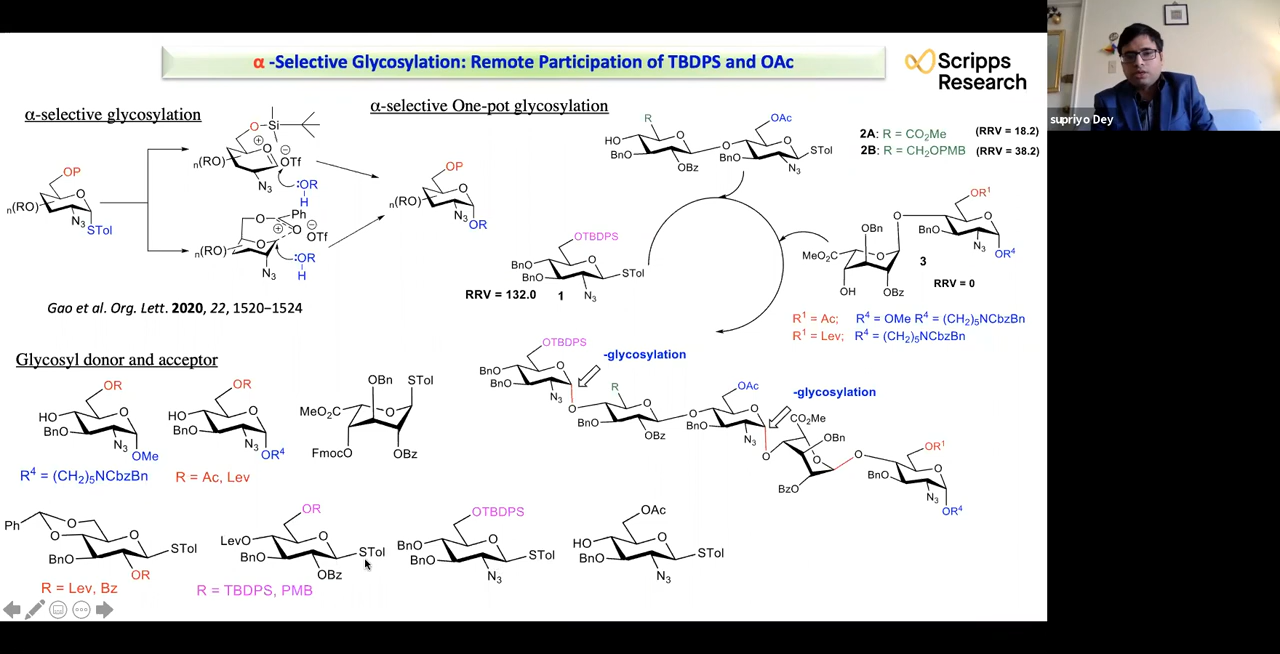 α -Selective Glycosylation: Remote Participation of TBDPS and OAc
Scripps
Research
supriyo Dey
α-selective glycosylation
α-selective One-pot glycosylation
OP
n(RO)
O
N3
STol
O
Si
n(RO)
⊕
O
⊖
OTf
N3
:OR
H
O
Ph
O
⊕
O
⊖
OTf
n(RO)
N3
:OR
H
OP
n(RO)
O
N3
OR
Gao et al. Org. Lett. 2020, 22, 1520–1524
R
HO
BnO
O
OBz
O
OAc
BnO
O
N3
STol
2A: R = CO2Me (RRV = 18.2)
2B: R = CH2OPMB (RRV = 38.2)
OTBDPS
BnO
BnO
O
STol
N3
RRV = 132.0 1
OR1
O
O
BnO
N3
OR4
OBn
MeO2C
O
OH
OBz
3
RRV = 0
R1 = Ac; R4 = OMe R4 = (CH2)5NCbzBn
R1 = Lev; R4 = (CH2)5NCbzBn
OTBDPS
-glycosylation
BnO
BnO
O
N3
O
R
BnO
O
OBz
O
OAc
BnO
O
N3
-glycosylation
O
CO2Me
OBn
O
BzO
O
OR1
BnO
O
N3
OR4
Glycosyl donor and acceptor
OR
HO
BnO
O
N3
OMe
OR
HO
BnO
O
N3
OR4
OBn
STol
MeO2C
O
FmocO
OBz
R4 = (CH2)5NCbzBn
R = Ac, Lev
Ph
O
O
BnO
O
STol
OR
R = Lev, Bz
OR
LevO
BnO
O
STol
OBz
R = TBDPS, PMB
OTBDPS
BnO
BnO
O
STol
N3
OAc
HO
BnO
O
STol
N3